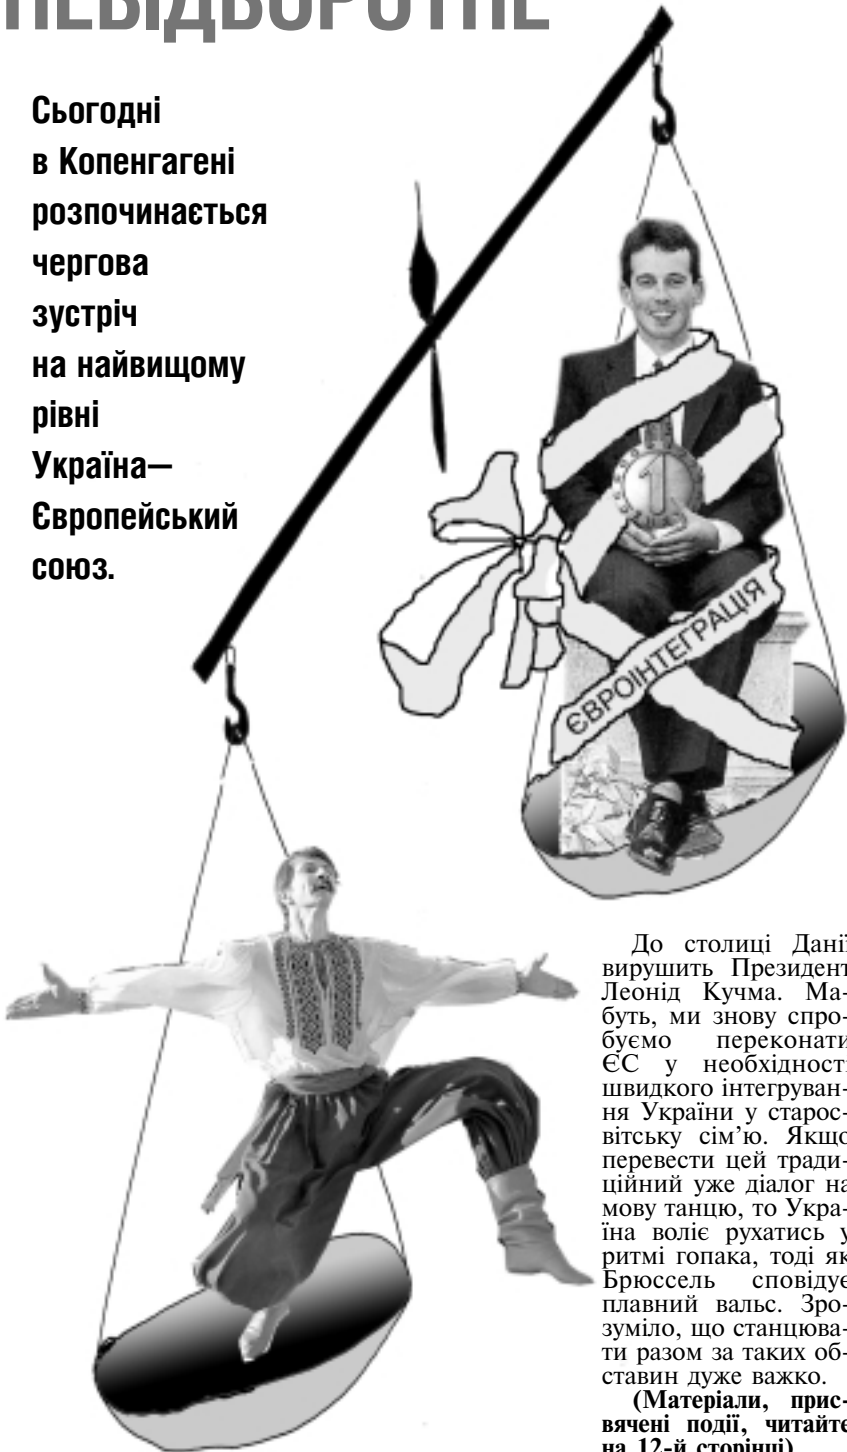 НЕВІДВОРОТНЕ
Сьогодні
в Копенгагені
розпочинається
чергова
зустріч
на найвищому
рівні
Україна—
Європейський
союз.
1
ЄВРОІНТЕГРАЦІЯ
До столиці Данії
вирушить Президент
Леонід Кучма. Ма-
буть, ми знову спро-
буємо переконати
ЄС у необхідності
швидкого інтегруван-
ня України у старос-
вітську сім’ю. Якщо
перевести цей тради-
ційний уже діалог на
мову танцю, то Укра-
їна воліє рухатись у
ритмі гопака, тоді як
Брюссель сповідує
плавний вальс. Зро-
зуміло, що станцюва-
ти разом за таких об-
ставин дуже важко.
(Матеріали, прис-
вячені події, читайте
на 12-й сторінці)